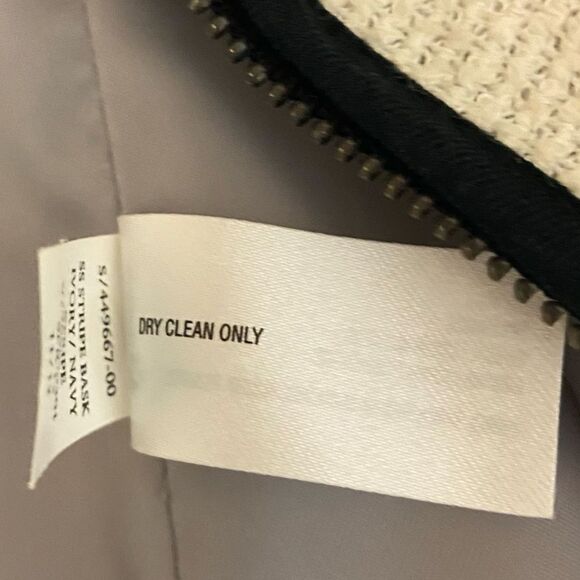 DRY CLEAN ONLY
S/449667-00
SS STRIPE BASK
IVORY/NAVY